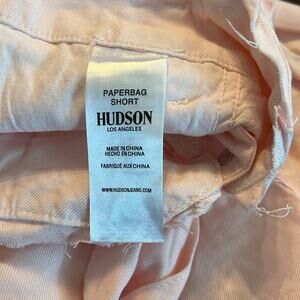 PAPERBAG
SHORT
HUDSON
LOS ANGELES
MADE IN CHINA
HECHO EN CHINA
FABRIQUÉ AUX CHINA
WWW.HUDSONJEANS.COM